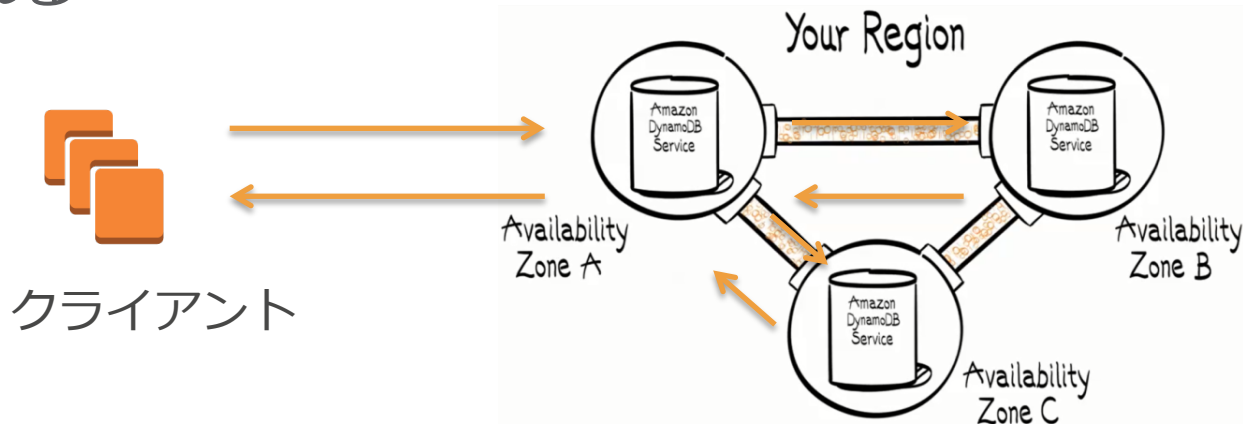 Your Region
Amazon
DynamoDB
Service
Amazon
DynamoDB
Service
Availability
Zone A
Availability
Zone B
クライアント
Amazon
DynamoDB
Service
Availability
Zone C